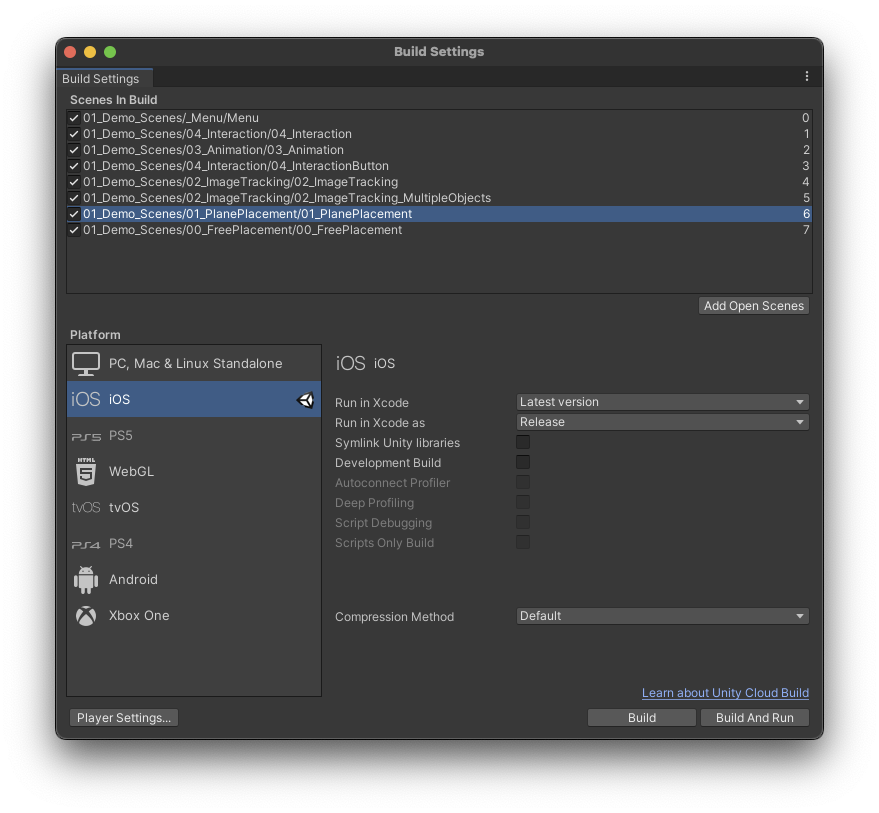 Build Settings
Build Settings
Scenes In Build
01_Demo_Scenes/_Menu/Menu 0
01_Demo_Scenes/04_Interaction/04_Interaction 1
01_Demo_Scenes/03_Animation/03_Animation 2
01_Demo_Scenes/04_Interaction/04_InteractionButton 3
01_Demo_Scenes/02_ImageTracking/02_ImageTracking 4
01_Demo_Scenes/02_ImageTracking/02_ImageTracking_MultipleObjects 5
01_Demo_Scenes/01_PlanePlacement/01_PlanePlacement 6
01_Demo_Scenes/00_FreePlacement/00_FreePlacement 7
Add Open Scenes
Platform
PC, Mac & Linux Standalone
iOS iOS
PS5 PS5
HTML 5 WebGL
tvOS tvOS
PS4 PS4
Android
Xbox One
iOS iOS
Run in Xcode Latest version
Run in Xcode as Release
Symlink Unity libraries
Development Build
Autoconnect Profiler
Deep Profiling
Script Debugging
Scripts Only Build
Compression Method Default
Learn about Unity Cloud Build
Player Settings... Build Build And Run